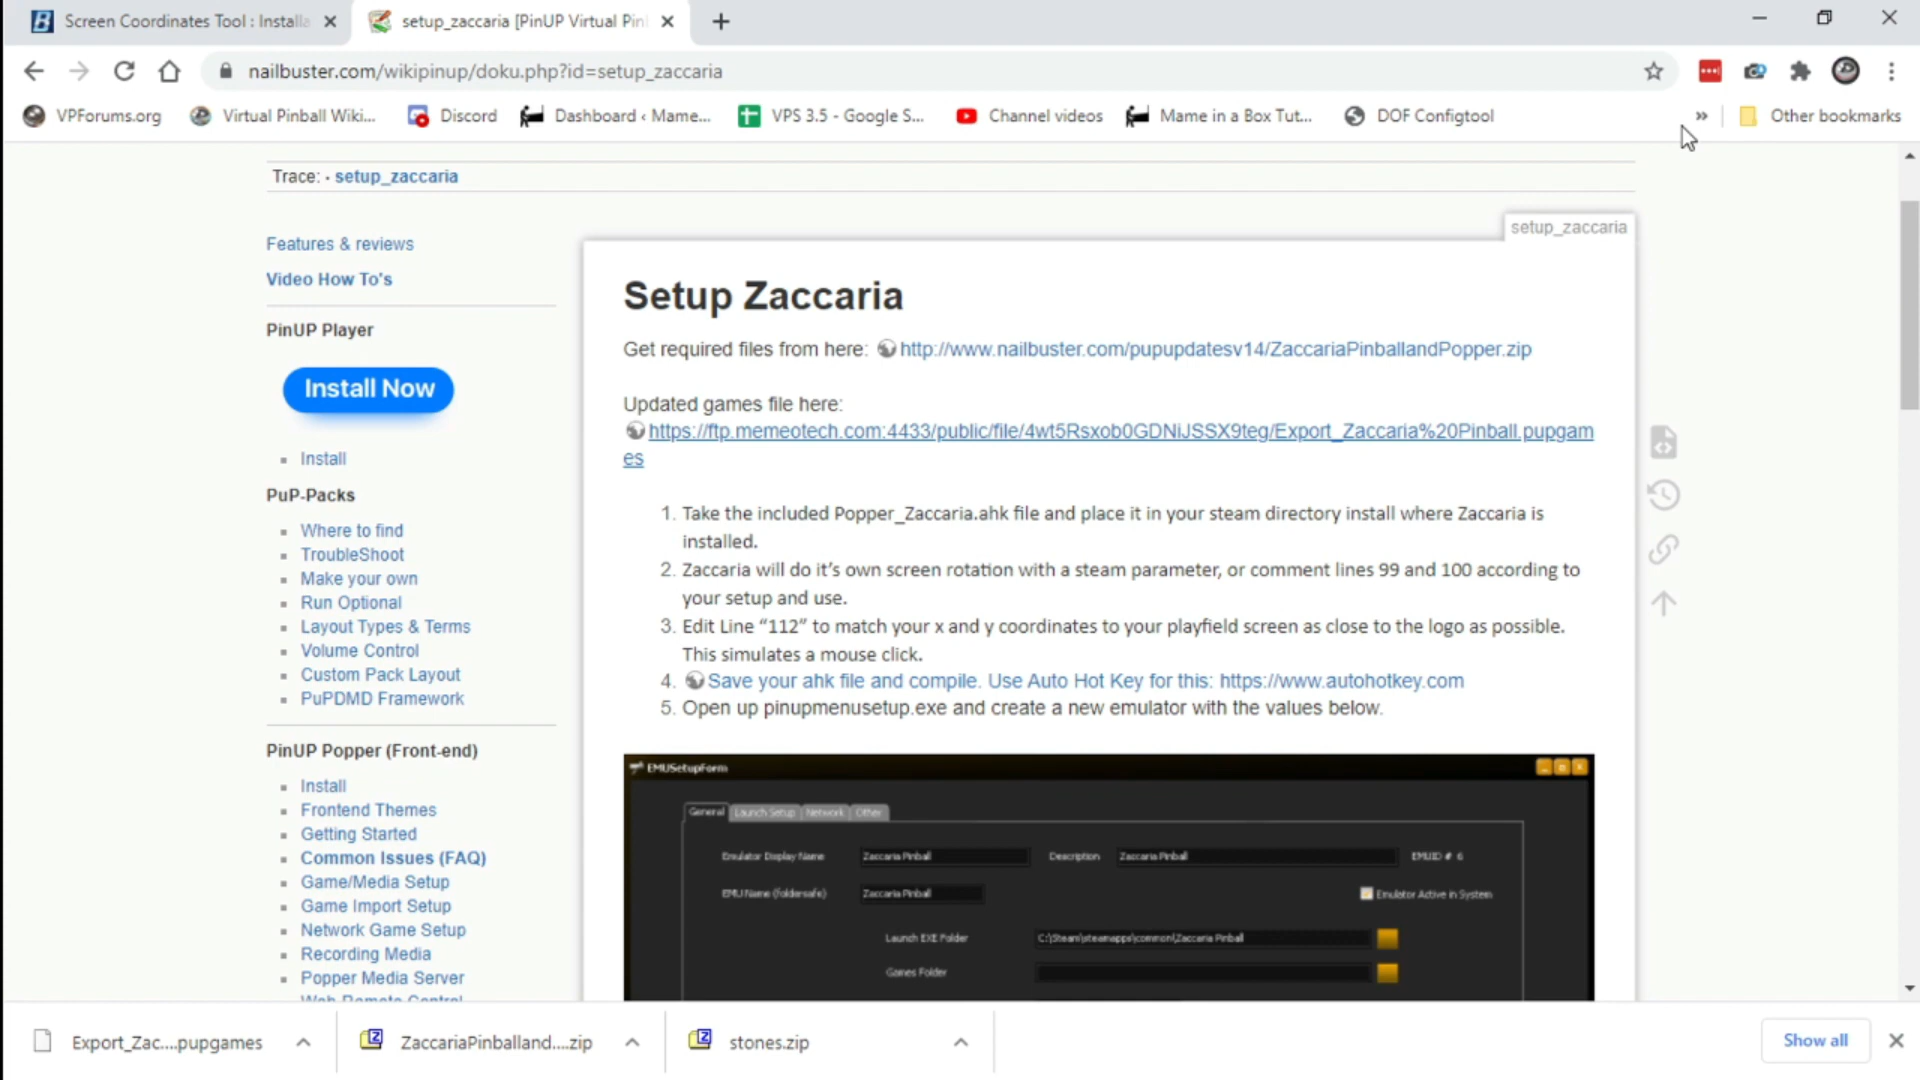 Screen Coordinates Tool : Installa
setup_zaccaria [PinUP Virtual Pin
nailbuster.com/wikipinup/doku.php?id=setup_zaccaria
VPForums.org
Virtual Pinball Wiki...
Discord
Dashboard ‹ Mame...
VPS 3.5 - Google S...
Channel videos
Mame in a Box Tut...
DOF Configtool
»
Other bookmarks
Trace: • setup_zaccaria
setup_zaccaria
Features & reviews
Video How To's
PinUP Player
Install Now
Install
PuP-Packs
Where to find
TroubleShoot
Make your own
Run Optional
Layout Types & Terms
Volume Control
Custom Pack Layout
PuPDMD Framework
PinUP Popper (Front-end)
Install
Frontend Themes
Getting Started
Common Issues (FAQ)
Game/Media Setup
Game Import Setup
Network Game Setup
Recording Media
Popper Media Server
Web Remote Control
Setup Zaccaria
Get required files from here: http://www.nailbuster.com/pupupdatesv14/ZaccariaPinballandPopper.zip
Updated games file here:
https://ftp.memeotech.com:4433/public/file/4wt5Rsxob0GDNiJSSX9teg/Export_Zaccaria%20Pinball.pupgam
es
1. Take the included Popper_Zaccaria.ahk file and place it in your steam directory install where Zaccaria is
installed.
2. Zaccaria will do it’s own screen rotation with a steam parameter, or comment lines 99 and 100 according to
your setup and use.
3. Edit Line “112” to match your x and y coordinates to your playfield screen as close to the logo as possible.
This simulates a mouse click.
4. Save your ahk file and compile. Use Auto Hot Key for this: https://www.autohotkey.com
5. Open up pinupmenusetup.exe and create a new emulator with the values below.
EMUSetupForm
General Launch Setup Network Other
Emulator Display Name Zaccaria Pinball Description Zaccaria Pinball EMUID # 6
EMU Name (foldersafe) Zaccaria Pinball Emulator Active in System
Launch EXE Folder C:\Steam\steamapps\common\Zaccaria Pinball
Games Folder
Export_Zac....pupgames
ZaccariaPinballand....zip
stones.zip
Show all